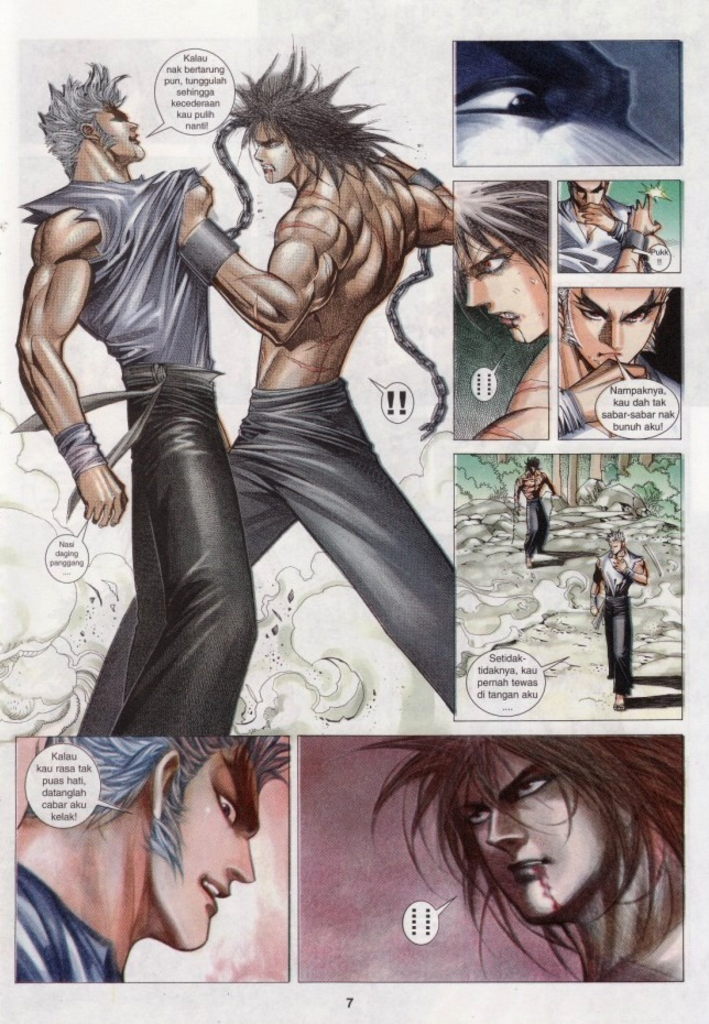 Kalau
nak bertarung
pun, tunggulah
sehingga
kecederaan
kau pulih
nanti!
!!
Nasi
daging
panggang
....
Pukk
!!
Nampaknya,
kau dah tak
sabar-sabar nak
bunuh aku!
Setidak-
tidaknya, kau
pernah tewas
di tangan aku
....
Kalau
kau rasa tak
puas hati,
datanglah
cabar aku
kelak!
7